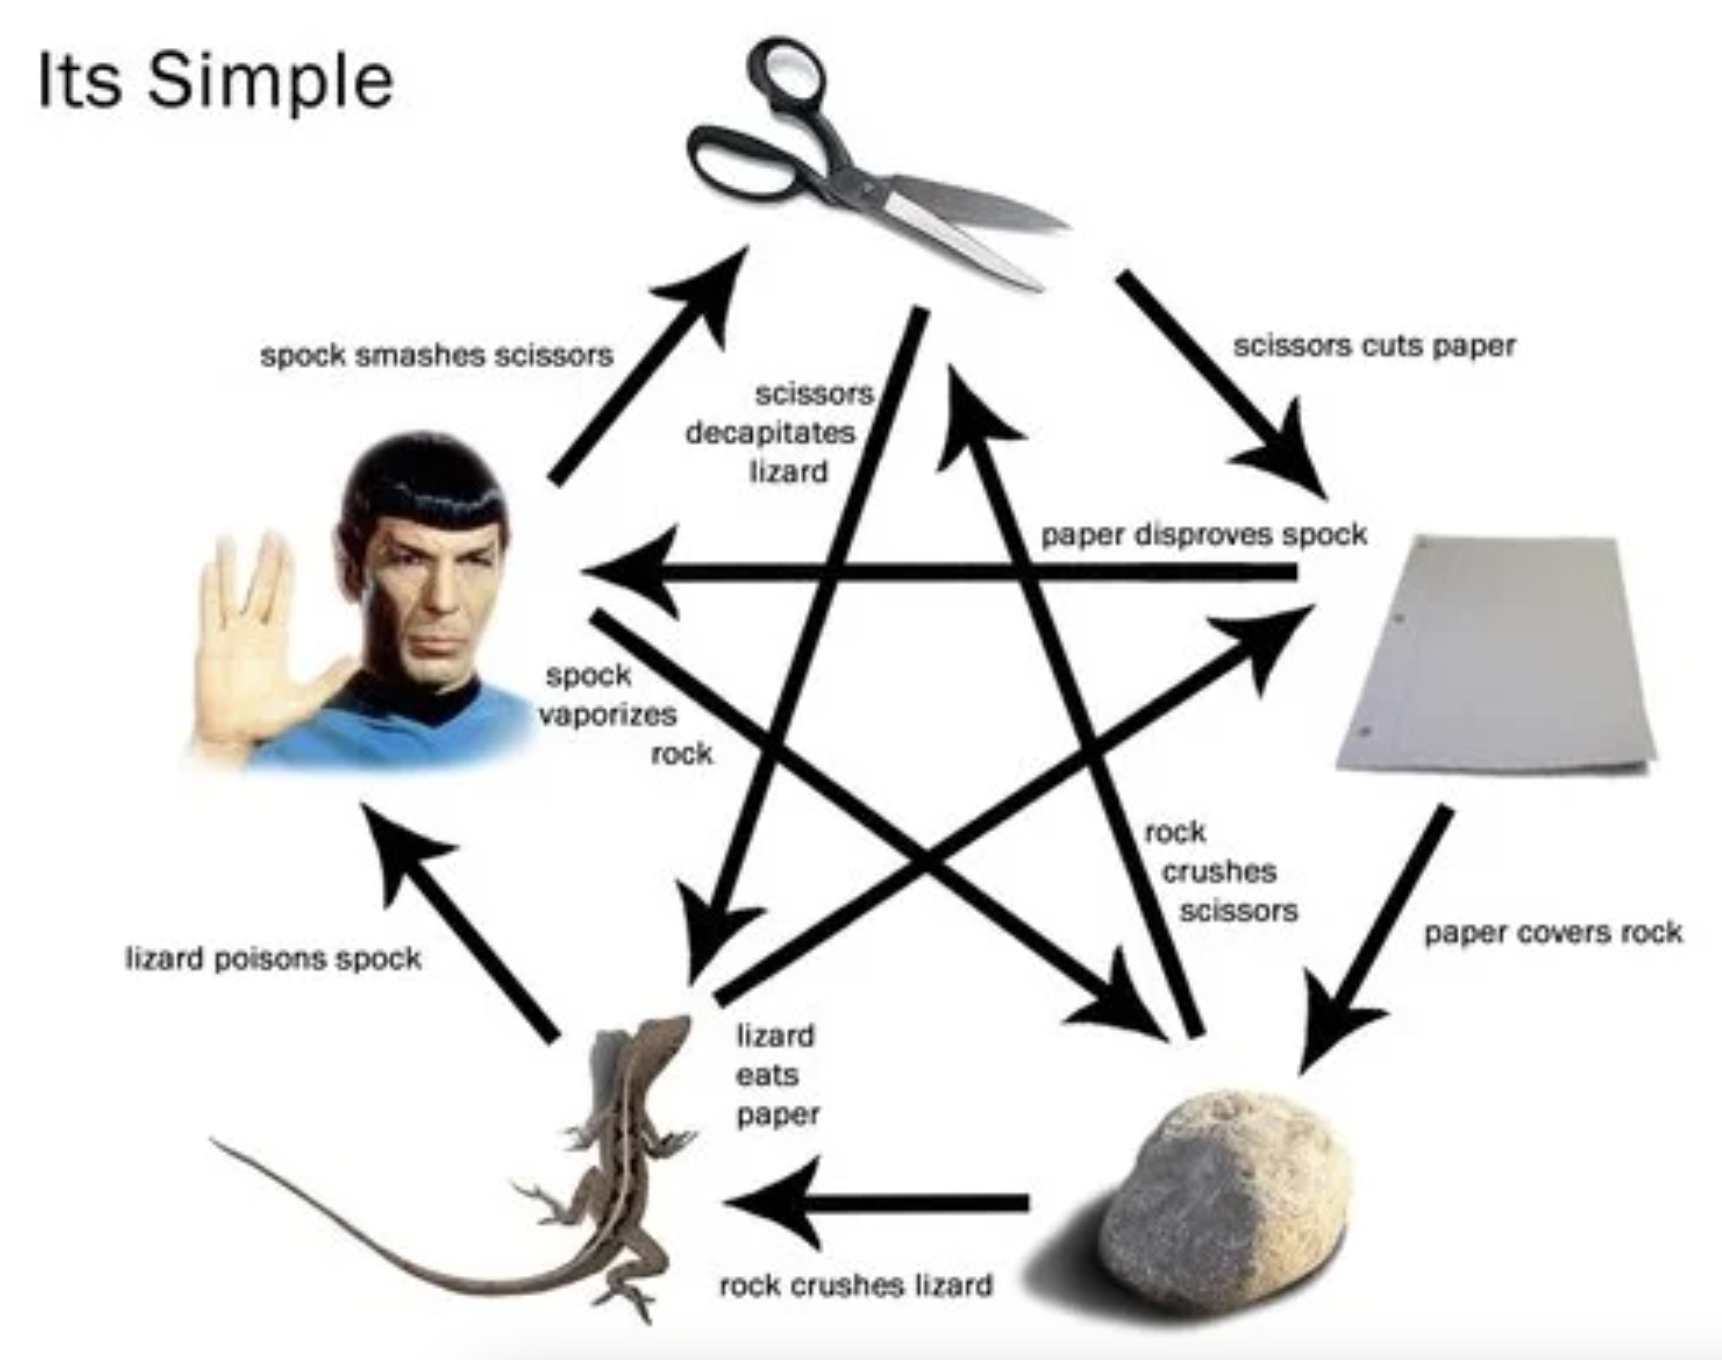 Its Simple
spock smashes scissors
scissors cuts paper
scissors
decapitates
lizard
paper disproves spock
spock
vaporizes
rock
rock
crushes
scissors
paper covers rock
lizard poisons spock
lizard
eats
paper
rock crushes lizard